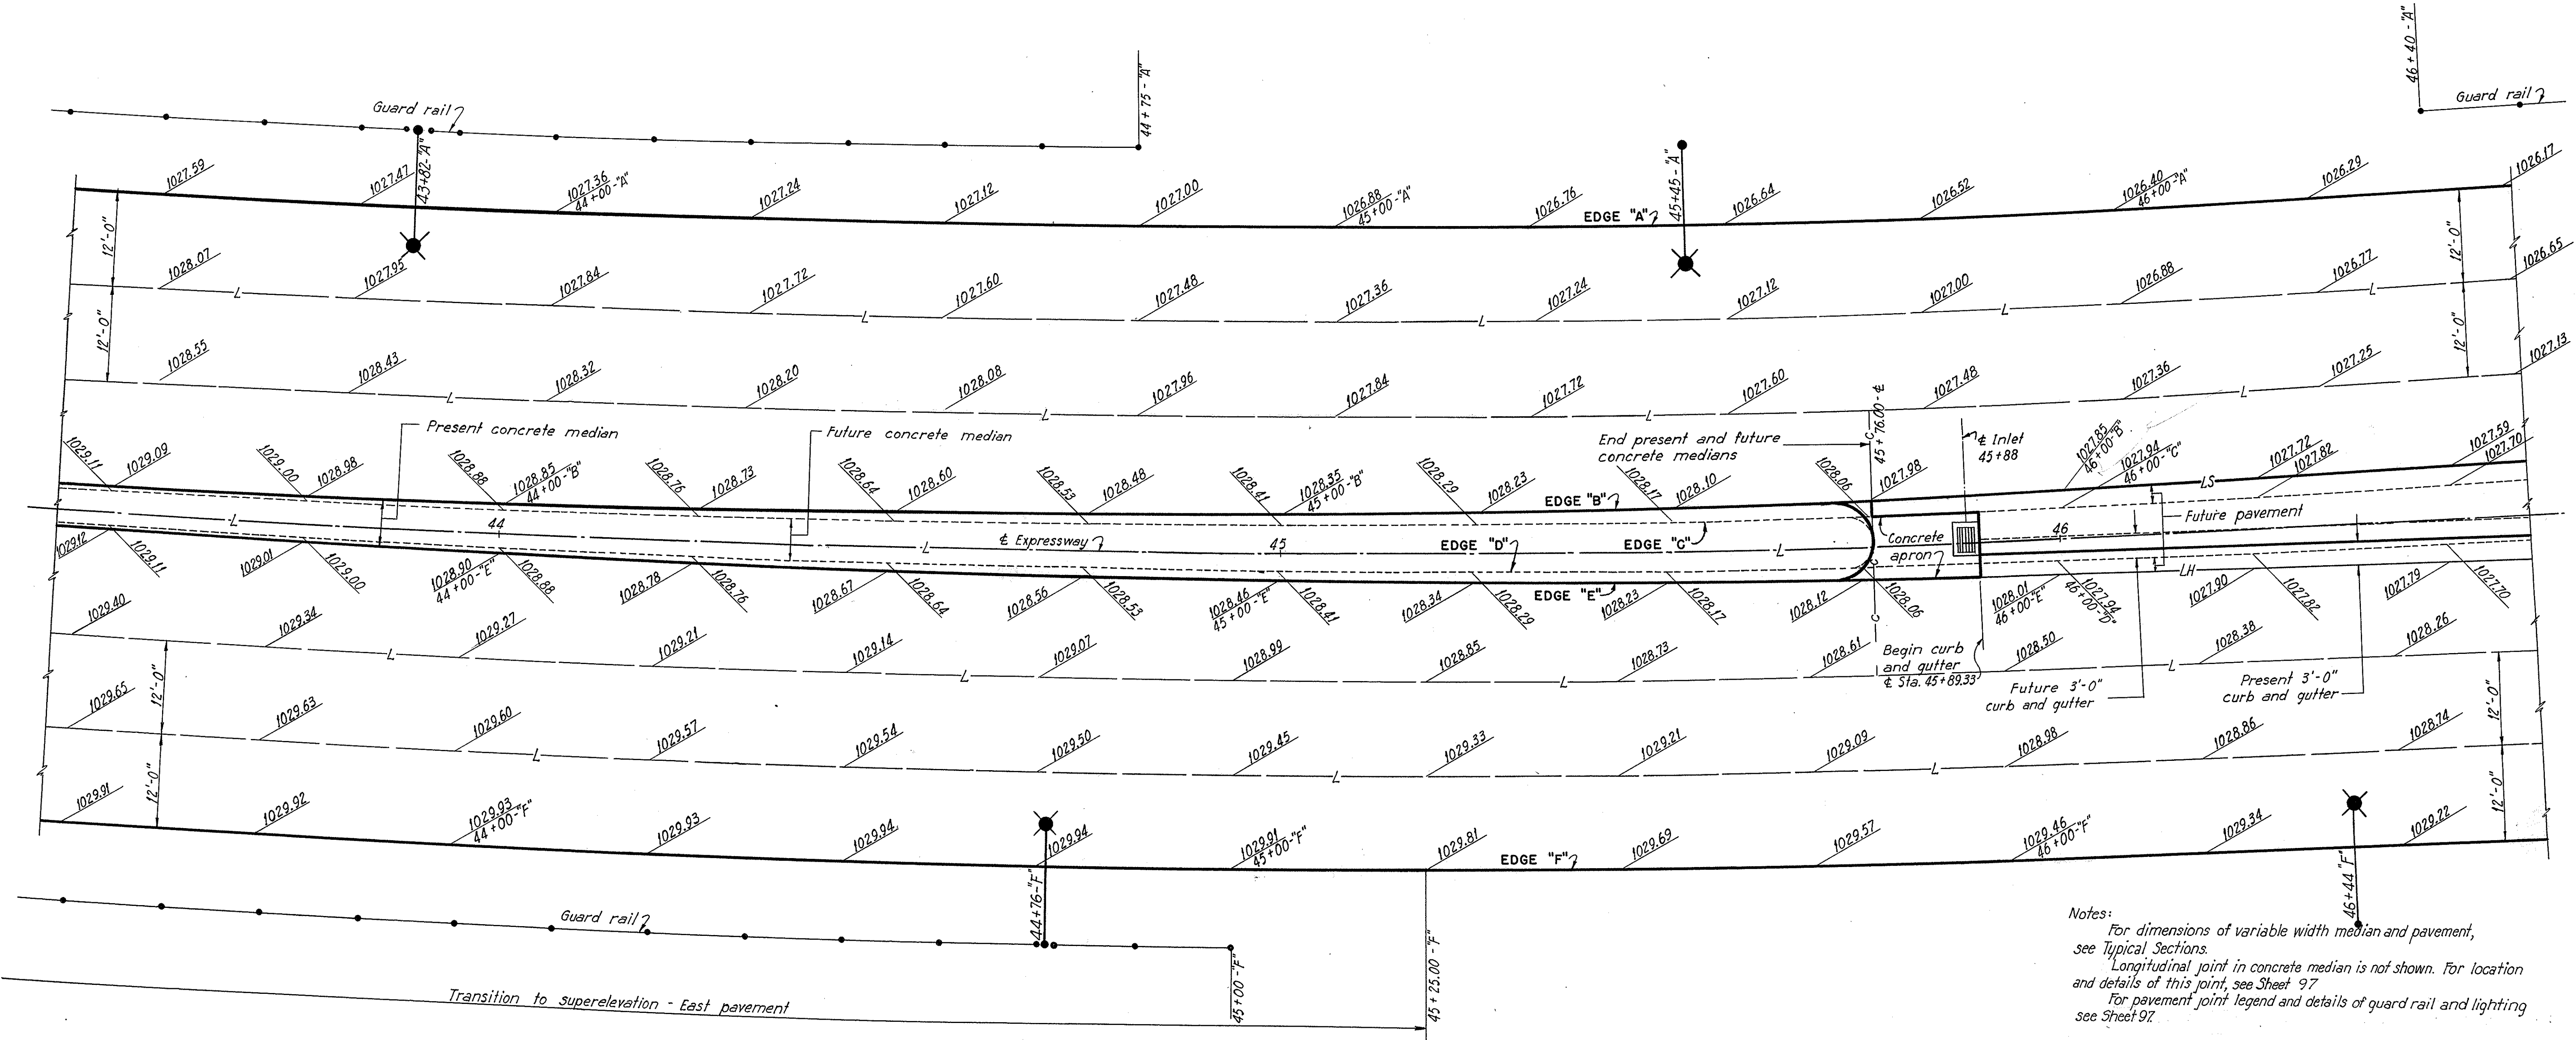 46+40-"A"
Guard rail
44+75-"A"
Guard rail
43+82-"A"
45+45-"A"
1027.59
1027.47
1027.36
44+00-"A"
1027.24
1027.12
1027.00
1026.88
45+00-"A"
1026.76
EDGE "A"
1026.64
1026.52
1026.40
46+00-"A"
1026.29
1026.17
12'-0"
12'-0"
1028.07
1027.95
1027.84
1027.72
1027.60
1027.48
1027.36
1027.24
1027.12
1027.00
1026.88
1026.77
1026.65
L
L
L
L
L
12'-0"
12'-0"
1028.55
1028.43
1028.32
1028.20
1028.08
1027.96
1027.84
1027.72
1027.60
1027.48
1027.36
1027.25
1027.13
L
L
L
L
Present concrete median
Future concrete median
End present and future
concrete medians
45+76.00-℄
C
℄ Inlet
45+88
1029.11
1029.09
1029.00
1028.98
1028.88
1028.85
44+00-"B"
1028.76
1028.73
1028.64
1028.60
1028.53
1028.48
1028.41
1028.35
45+00-"B"
1028.29
1028.23
1028.17
1028.10
1028.06
1027.98
1027.85
46+00-"B"
1027.94
46+00-"C"
1027.72
1027.82
1027.59
1027.70
EDGE "B"
LS
L
44
L
℄ Expressway
45
EDGE "D"
EDGE "C"
L
Concrete
apron
46
Future pavement
1029.12
1029.11
1029.01
1029.00
1028.90
44+00-"E"
1028.88
1028.78
1028.76
1028.67
1028.64
1028.56
1028.53
1028.46
45+00-"E"
1028.41
1028.34
1028.29
EDGE "E"
1028.23
1028.17
1028.12
1028.06
C
C
1028.01
46+00-"E"
1027.94
46+00-"D"
1027.90
1027.82
1027.79
1027.70
LH
1029.40
1029.34
1029.27
1029.21
1029.14
1029.07
1028.99
1028.85
1028.73
1028.61
1028.50
1028.38
1028.26
L
L
L
L
Begin curb
and gutter
℄ Sta. 45+89.33
Future 3'-0"
curb and gutter
Present 3'-0"
curb and gutter
12'-0"
12'-0"
1029.65
1029.63
1029.60
1029.57
1029.54
1029.50
1029.45
1029.33
1029.21
1029.09
1028.98
1028.86
1028.74
L
L
L
12'-0"
12'-0"
1029.91
1029.92
1029.93
44+00-"F"
1029.93
1029.94
1029.94
1029.91
45+00-"F"
1029.81
EDGE "F"
1029.69
1029.57
1029.46
46+00-"F"
1029.34
1029.22
44+76-"F"
46+44"F"
Guard rail
45+00-"F"
45+25.00-"F"
Transition to superelevation - East pavement
Notes:
For dimensions of variable width median and pavement,
see Typical Sections.
Longitudinal joint in concrete median is not shown. For location
and details of this joint, see Sheet 97
For pavement joint legend and details of guard rail and lighting
see Sheet 97.